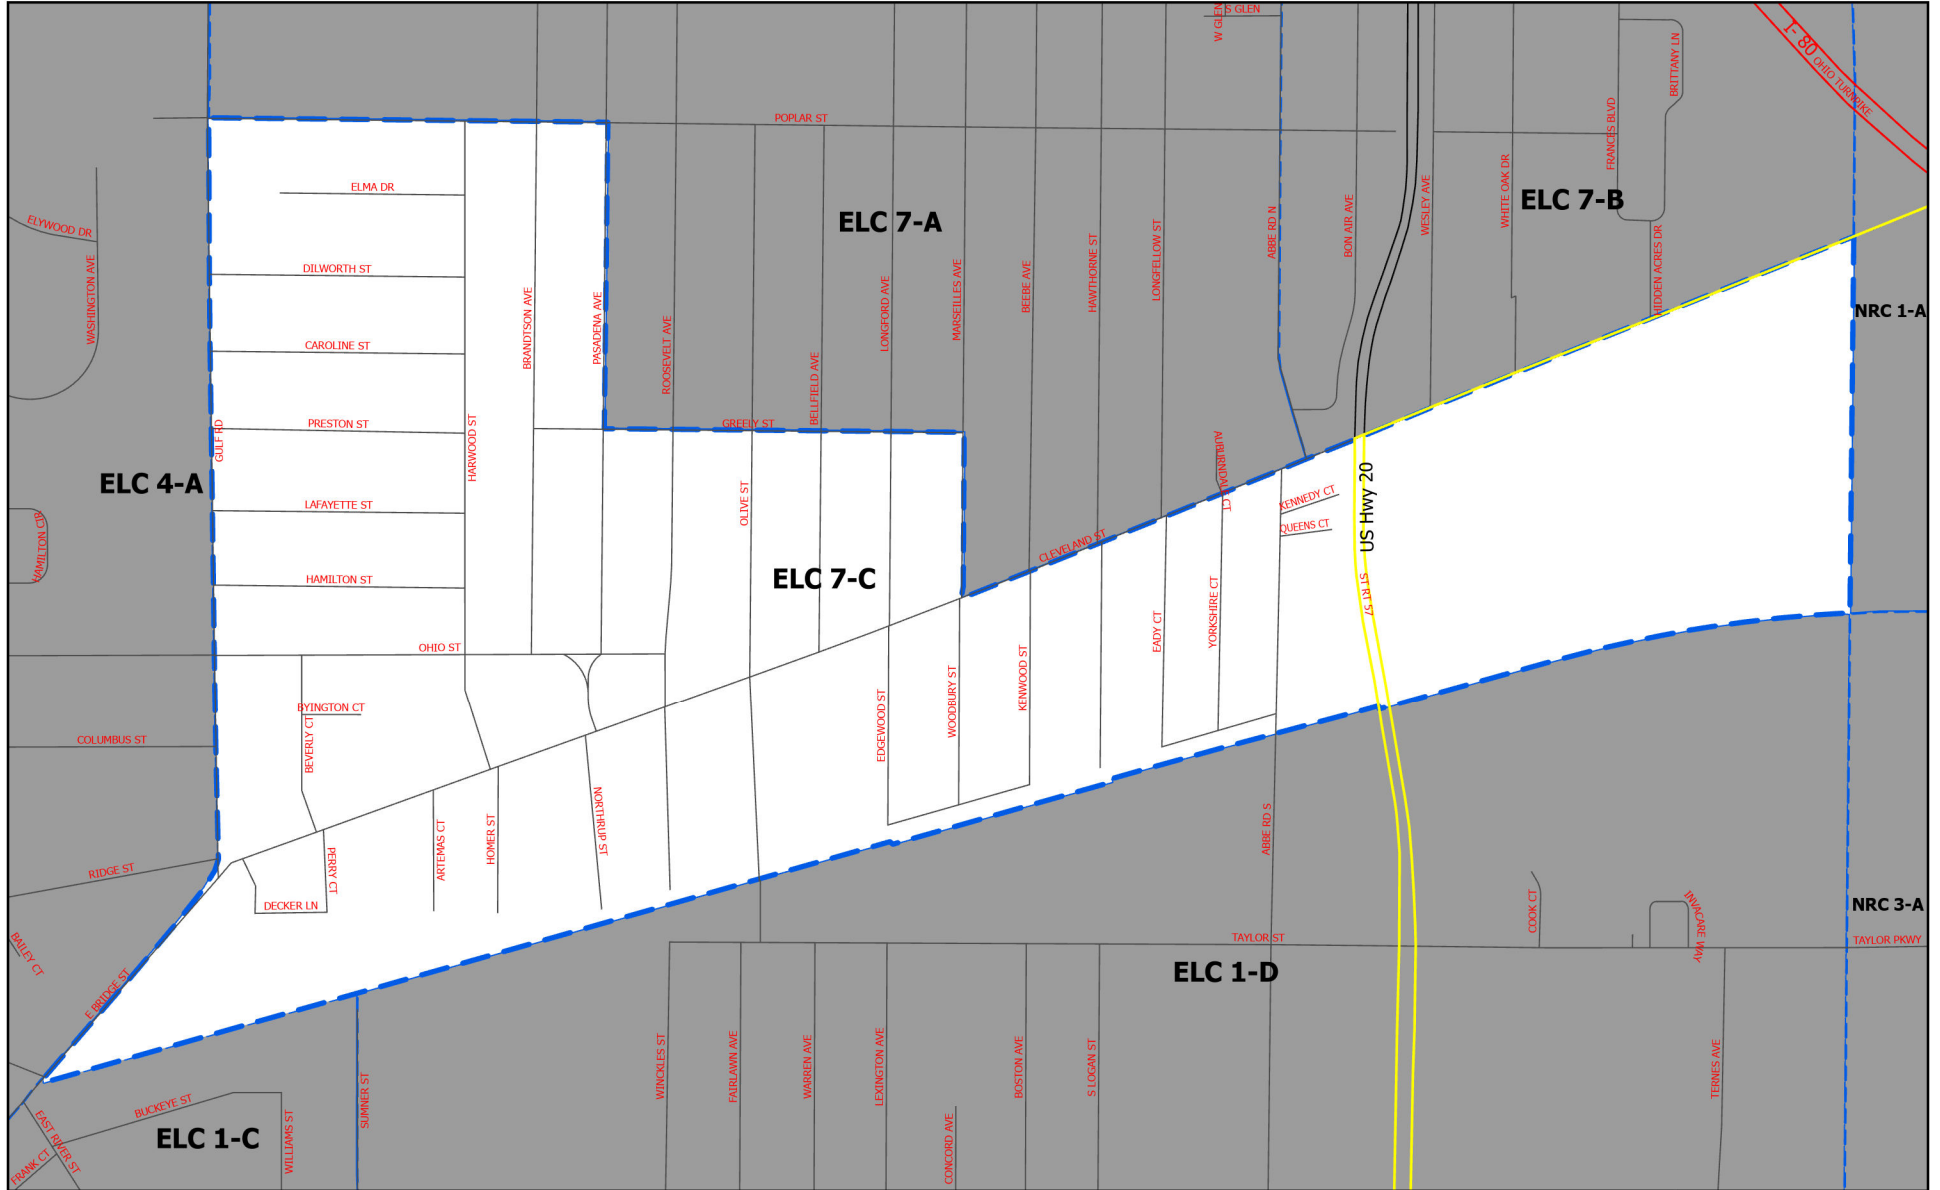 W GLEN
S GLEN
I- 80
OHIO TURNPIKE
BRITTANY LN
POPLAR ST
FRANCES BLVD
ELMA DR
WHITE OAK DR
ELC 7-B
WESLEY AVE
BON AIR AVE
ABBE RD N
ELC 7-A
ELYWOOD DR
WASHINGTON AVE
DILWORTH ST
BRANDTSON AVE
PASADENA AVE
ROOSEVELT AVE
BELLFIELD AVE
LONGFORD AVE
MARSEILLES AVE
BEEBE AVE
HAWTHORNE ST
LONGFELLOW ST
HIDDEN ACRES DR
NRC 1-A
CAROLINE ST
PRESTON ST
GULF RD
HARWOOD ST
GREELY ST
AUBURNDALE CT
ELC 4-A
LAFAYETTE ST
OLIVE ST
KENNEDY CT
QUEENS CT
US Hwy 20
HAMILTON CIR
CLEVELAND ST
HAMILTON ST
ELC 7-C
ST RT 57
EADY CT
YORKSHIRE CT
OHIO ST
BYINGTON CT
BEVERLY CT
COLUMBUS ST
EDGEWOOD ST
WOODBURY ST
KENWOOD ST
RIDGE ST
PERRY CT
ARTEMAS CT
HOMER ST
NORTHRUP ST
ABBE RD S
DECKER LN
COOK CT
INVACARE WAY
NRC 3-A
TAYLOR ST
TAYLOR PKWY
BAILEY CT
E BRIDGE ST
ELC 1-D
WINCKLES ST
FAIRLAWN AVE
WARREN AVE
LEXINGTON AVE
BOSTON AVE
S LOGAN ST
TERNES AVE
SUMNER ST
BUCKEYE ST
EAST RIVER ST
ELC 1-C
WILLIAMS ST
CONCORD AVE
FRANK CT